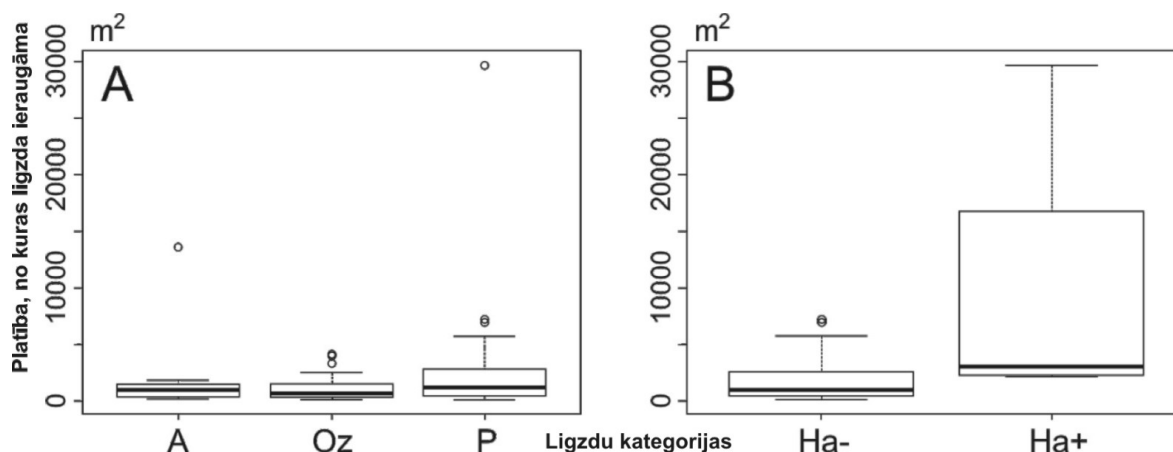 Platība, no kuras ligzda ieraugāma
m²
30000
20000
10000
0
A
A
Oz
P
Ligzdu kategorijas
m²
30000
20000
10000
0
B
Ha-
Ha+